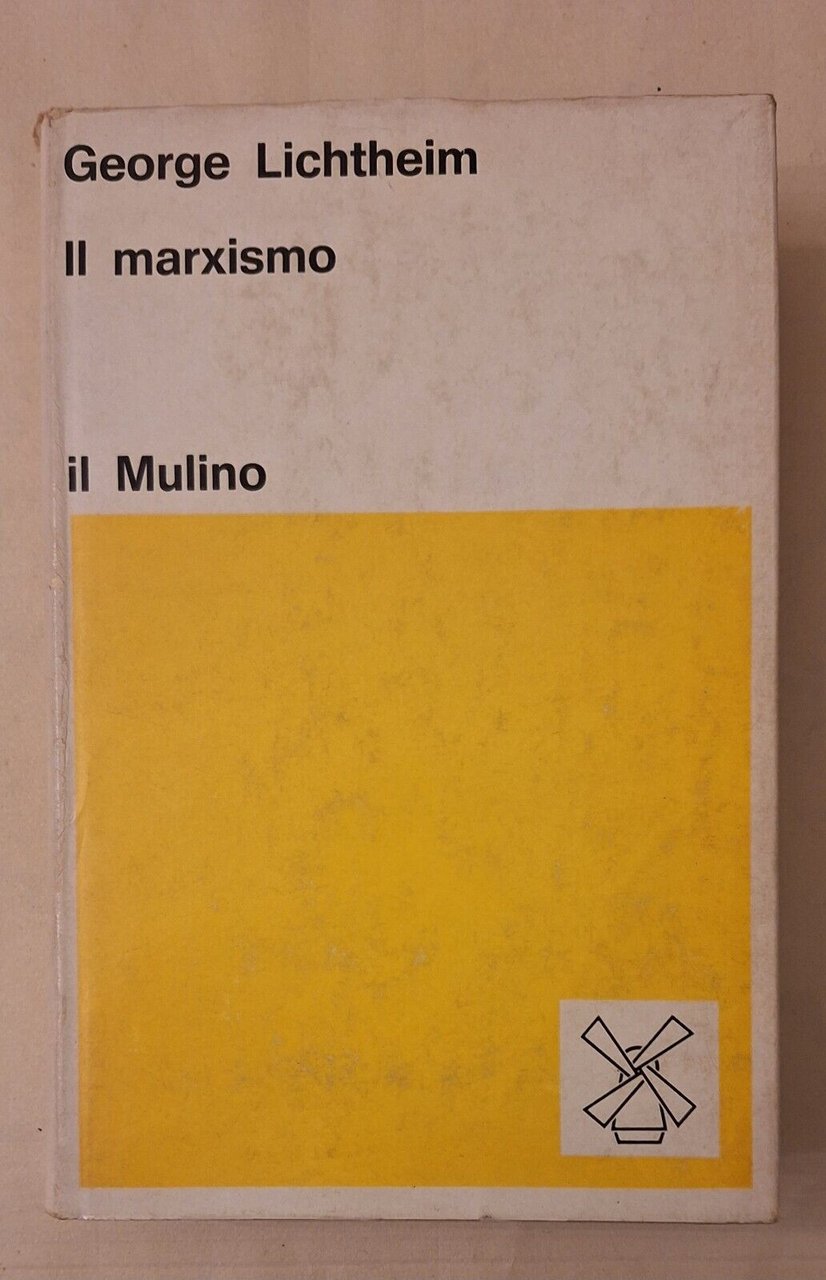 George Lichtheim
Il marxismo
il Mulino